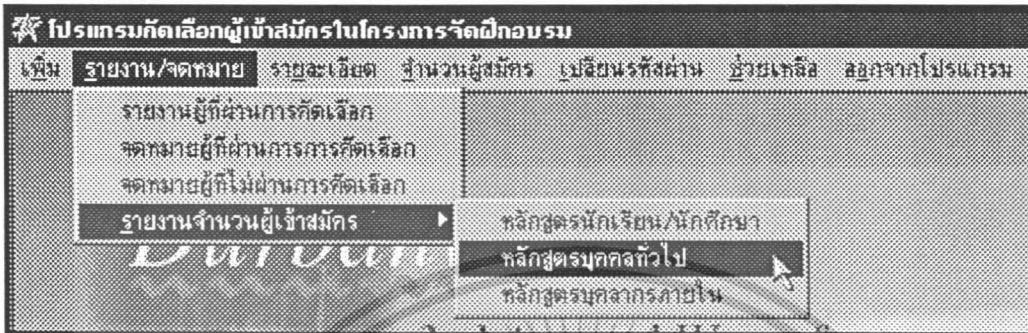 โปรแกรมคัดเลือกผู้เข้าสมัครในโครงการจัดฝึกอบรม
เพิ่ม รายงาน/จดหมาย รายละเอียด จำนวนผู้สมัคร เปลี่ยนรหัสผ่าน ช่วยเหลือ ออกจากโปรแกรม
รายงานผู้ที่ผ่านการคัดเลือก
จดหมายผู้ที่ผ่านการการคัดเลือก
จดหมายผู้ที่ไม่ผ่านการคัดเลือก
รายงานจำนวนผู้เข้าสมัคร
หลักสูตรนักเรียน/นักศึกษา
หลักสูตรบุคคลทั่วไป
หลักสูตรบุคลากรภายใน